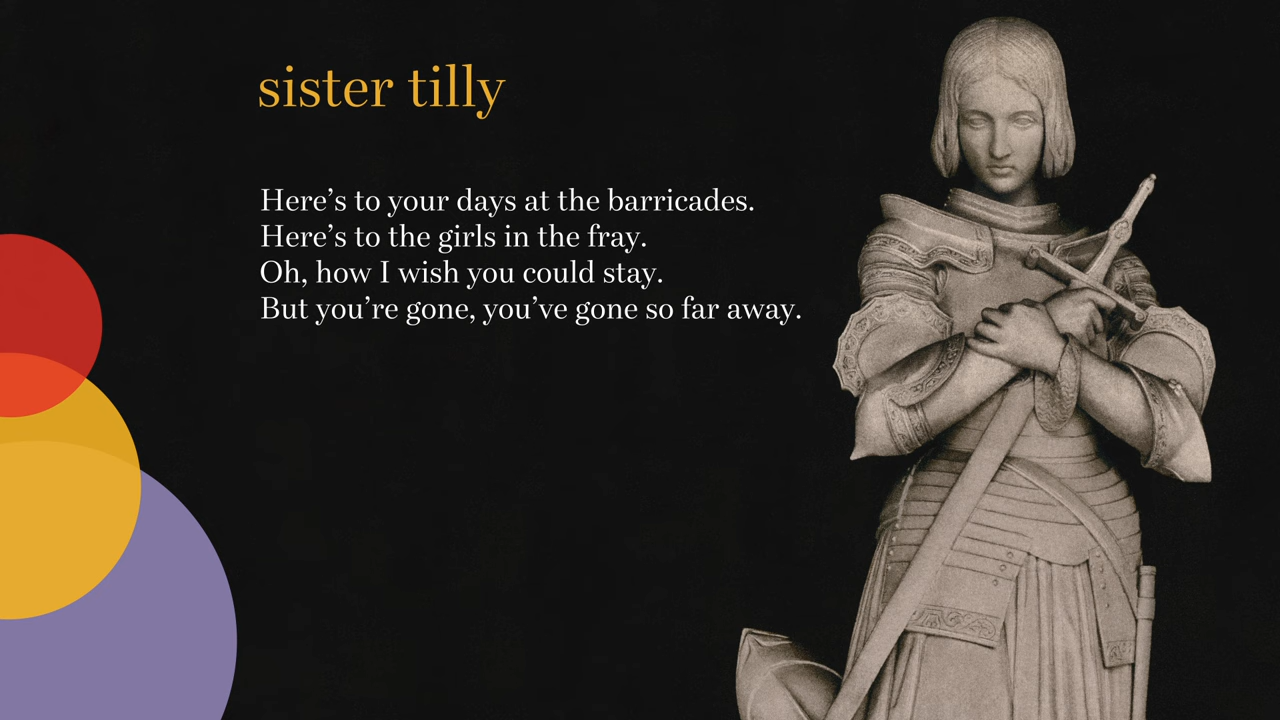 sister tilly
Here’s to your days at the barricades.
Here’s to the girls in the fray.
Oh, how I wish you could stay.
But you’re gone, you’ve gone so far away.